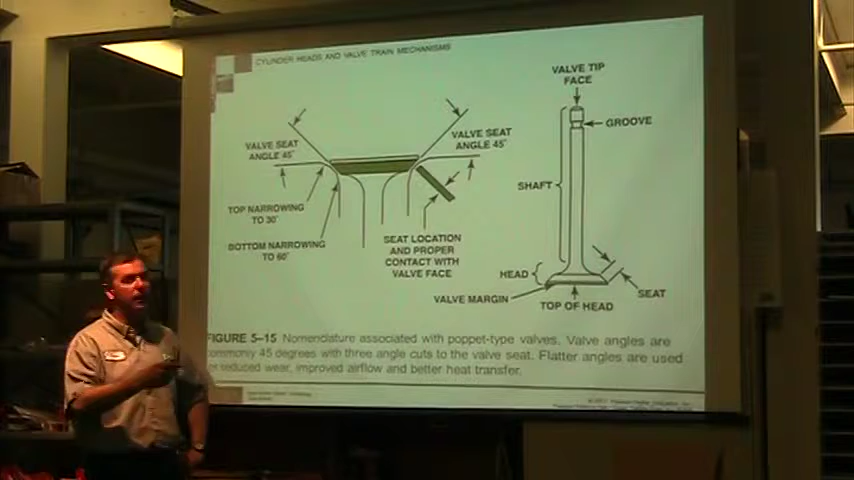 CYLINDER HEADS AND VALVE TRAIN MECHANISMS
VALVE SEAT
ANGLE 45°
VALVE SEAT
ANGLE 45°
TOP NARROWING
TO 30°
BOTTOM NARROWING
TO 60°
SEAT LOCATION
AND PROPER
CONTACT WITH
VALVE FACE
VALVE TIP
FACE
GROOVE
SHAFT
HEAD
SEAT
VALVE MARGIN
TOP OF HEAD
FIGURE 5–15 Nomenclature associated with poppet-type valves. Valve angles are
commonly 45 degrees with three angle cuts to the valve seat. Flatter angles are used
reduced wear, improved airflow and better heat transfer.